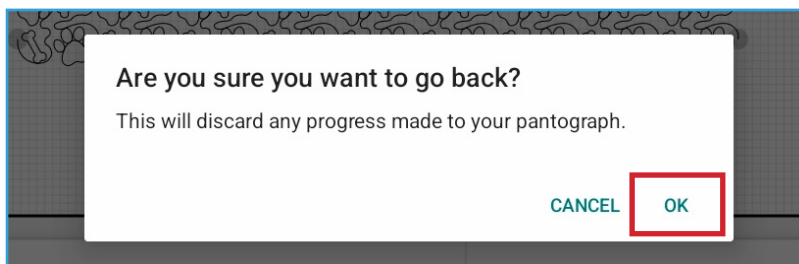 Are you sure you want to go back?
This will discard any progress made to your pantograph.
CANCEL OK